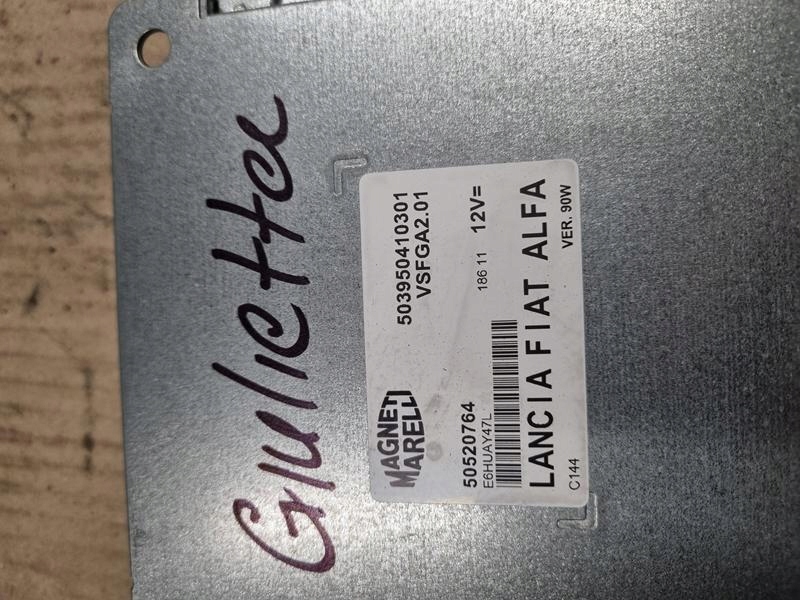 Giulietta
MAGNETI
MARELLI
503950410301
VSFGA2.01
50520764
E6HUAY47L
186 11
12V=
LANCIA FIAT ALFA
C144
VER. 90W